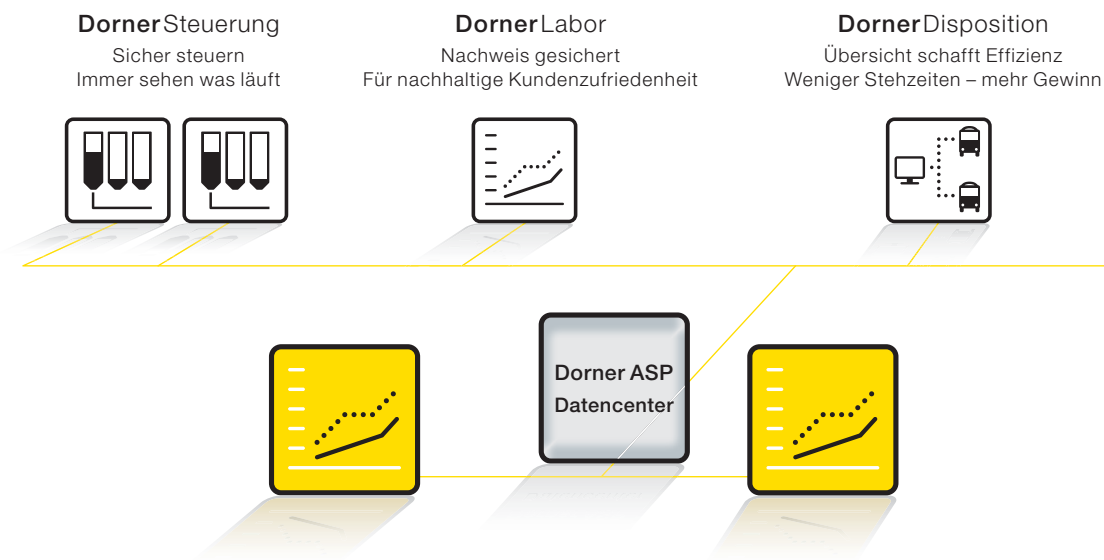 DornerSteuerung
Sicher steuern
Immer sehen was läuft
DornerLabor
Nachweis gesichert
Für nachhaltige Kundenzufriedenheit
DornerDisposition
Übersicht schafft Effizienz
Weniger Stehzeiten – mehr Gewinn
Dorner ASP
Datencenter